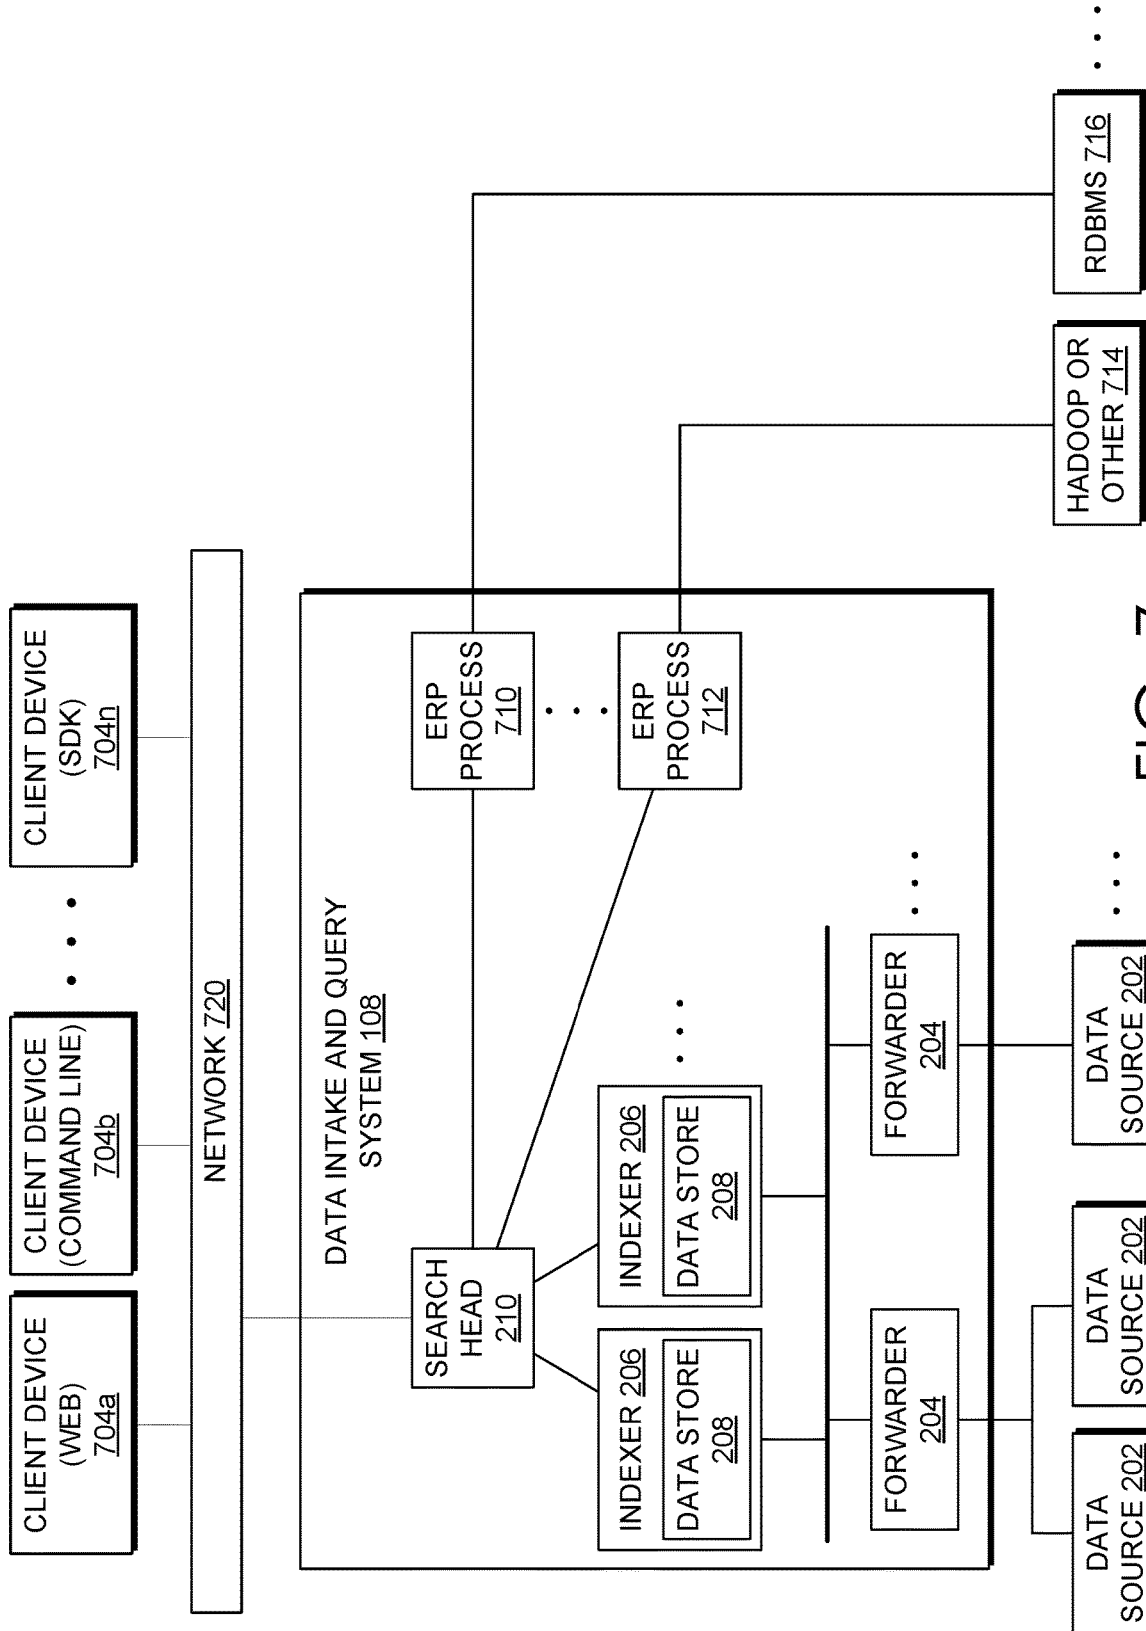 CLIENT DEVICE
(WEB)
704a
CLIENT DEVICE
(COMMAND LINE)
704b
CLIENT DEVICE
(SDK)
704n
NETWORK 720
DATA INTAKE AND QUERY
SYSTEM 108
SEARCH
HEAD
210
ERP
PROCESS
710
ERP
PROCESS
712
INDEXER 206
DATA STORE
208
INDEXER 206
DATA STORE
208
FORWARDER
204
FORWARDER
204
DATA
SOURCE 202
DATA
SOURCE 202
DATA
SOURCE 202
HADOOP OR
OTHER 714
RDBMS 716
FIG. 7